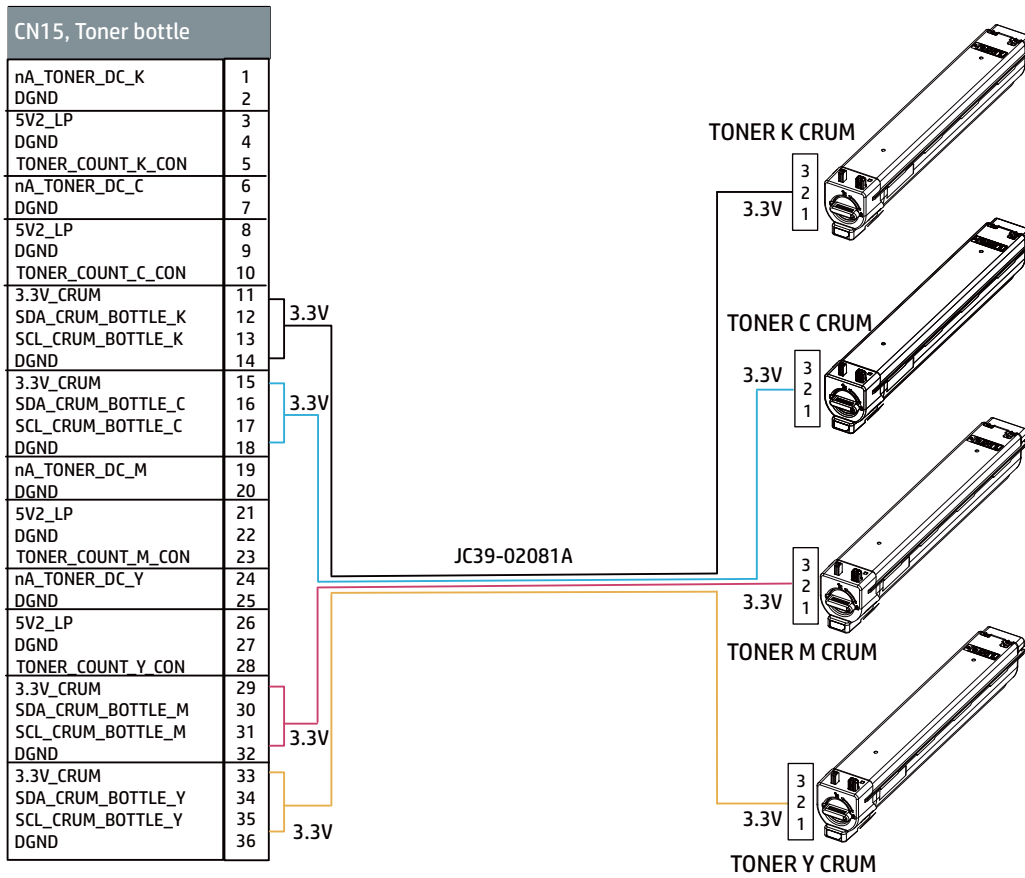 CN15, Toner bottle
nA_TONER_DC_K 1
DGND 2
5V2_LP 3
DGND 4
TONER_COUNT_K_CON 5
nA_TONER_DC_C 6
DGND 7
5V2_LP 8
DGND 9
TONER_COUNT_C_CON 10
3.3V_CRUM 11
SDA_CRUM_BOTTLE_K 12
SCL_CRUM_BOTTLE_K 13
DGND 14
3.3V_CRUM 15
SDA_CRUM_BOTTLE_C 16
SCL_CRUM_BOTTLE_C 17
DGND 18
nA_TONER_DC_M 19
DGND 20
5V2_LP 21
DGND 22
TONER_COUNT_M_CON 23
nA_TONER_DC_Y 24
DGND 25
5V2_LP 26
DGND 27
TONER_COUNT_Y_CON 28
3.3V_CRUM 29
SDA_CRUM_BOTTLE_M 30
SCL_CRUM_BOTTLE_M 31
DGND 32
3.3V_CRUM 33
SDA_CRUM_BOTTLE_Y 34
SCL_CRUM_BOTTLE_Y 35
DGND 36
3.3V
3.3V
3.3V
3.3V
JC39-02081A
TONER K CRUM
3
2
1
3.3V
TONER C CRUM
3.3V
3
2
1
3
2
1
3.3V
TONER M CRUM
3
2
1
3.3V
TONER Y CRUM